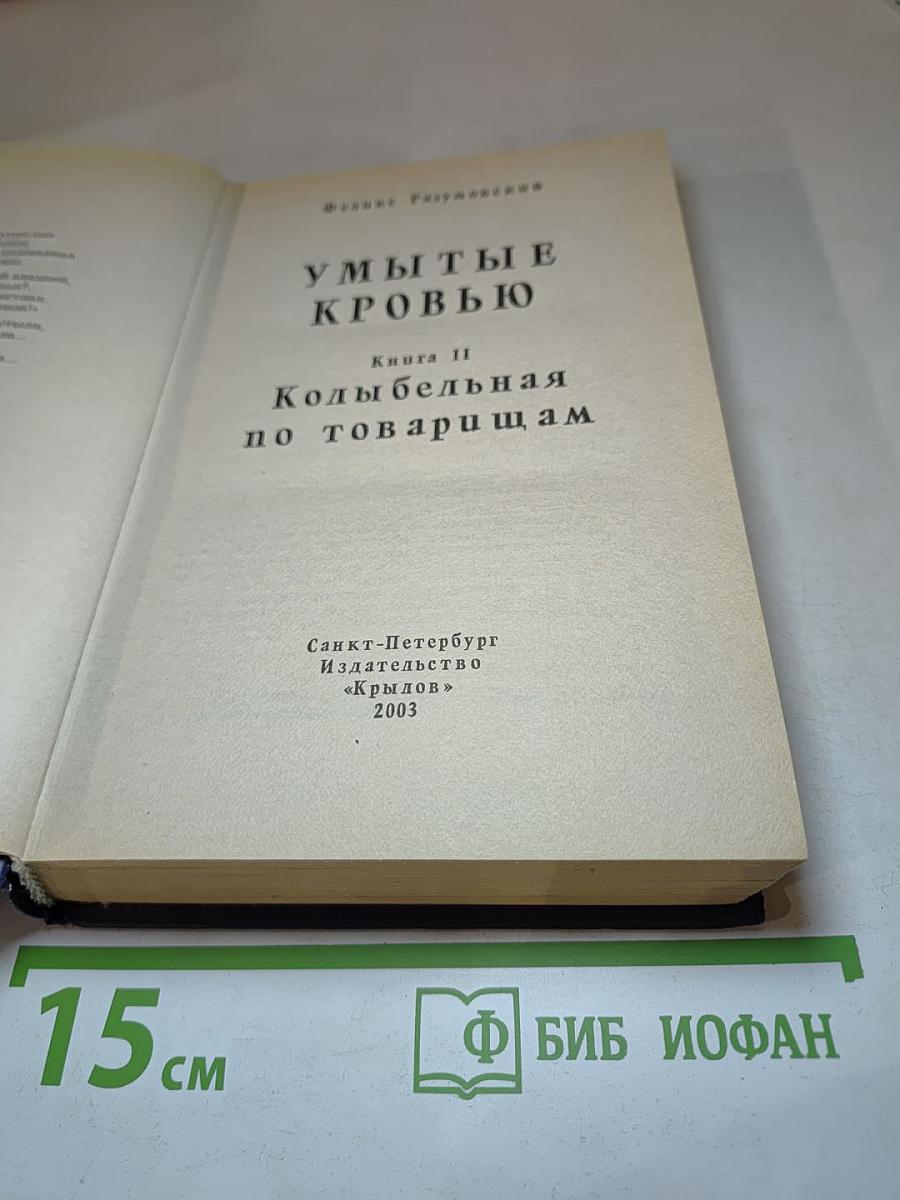 Феликс Разумовский
УМЫТЫЕ
КРОВЬЮ
Книга II
Колыбельная
по товарищам
Санкт-Петербург
Издательство
«Крылов»
2003
15 см
Ф БИБ ИОФАН